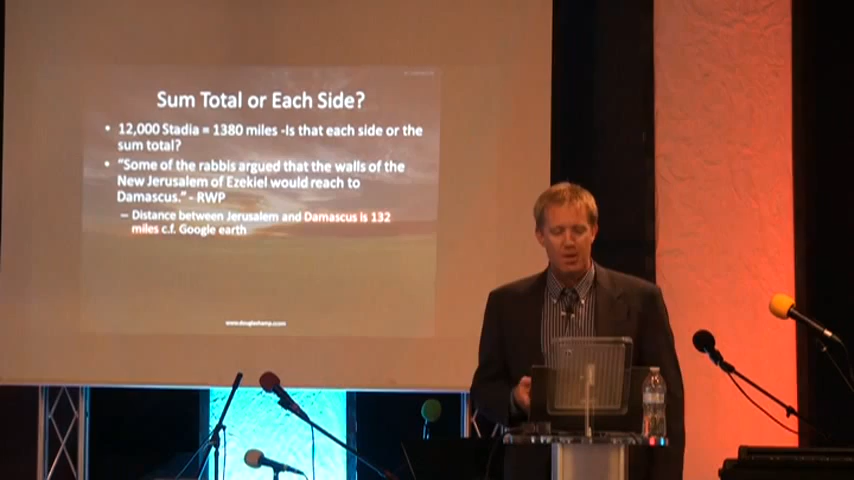 Sum Total or Each Side?
• 12,000 Stadia = 1380 miles -Is that each side or the
sum total?
• "Some of the rabbis argued that the walls of the
New Jerusalem of Ezekiel would reach to
Damascus." - RWP
– Distance between Jerusalem and Damascus is 132
miles c.f. Google earth
www.douglashamp.com